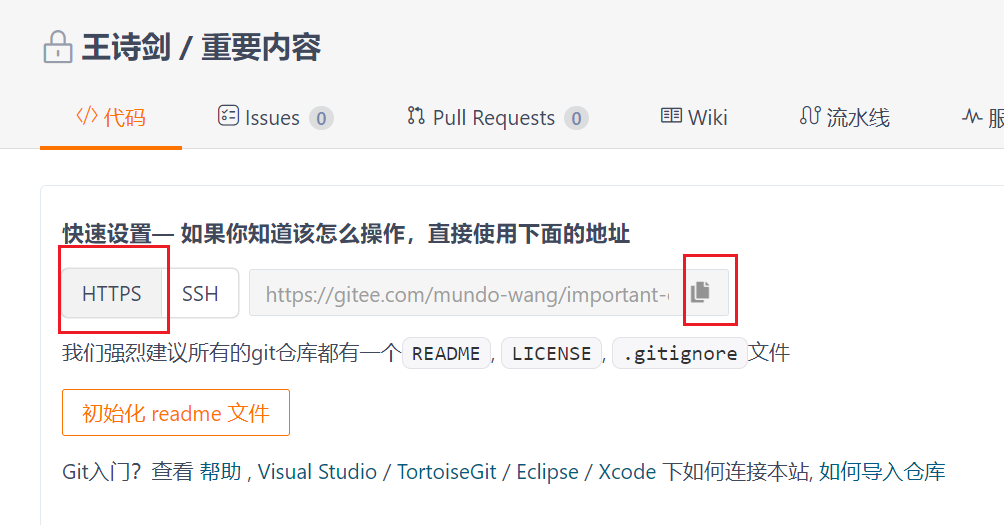 王诗剑 / 重要内容
代码 Issues 0 Pull Requests 0 Wiki 流水线
快速设置— 如果你知道该怎么操作，直接使用下面的地址
HTTPS SSH https://gitee.com/mundo-wang/important-
我们强烈建议所有的git仓库都有一个 README, LICENSE, .gitignore 文件
初始化 readme 文件
Git入门？查看 帮助 , Visual Studio / TortoiseGit / Eclipse / Xcode 下如何连接本站, 如何导入仓库